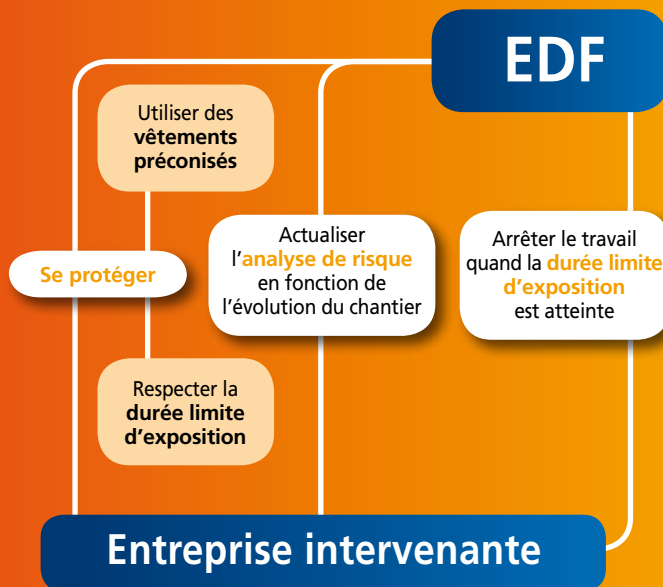 EDF
Utiliser des
vêtements
préconisés
Se protéger
Respecter la
durée limite
d'exposition
Actualiser
l'analyse de risque
en fonction de
l'évolution du chantier
Arrêter le travail
quand la durée limite
d'exposition
est atteinte
Entreprise intervenante